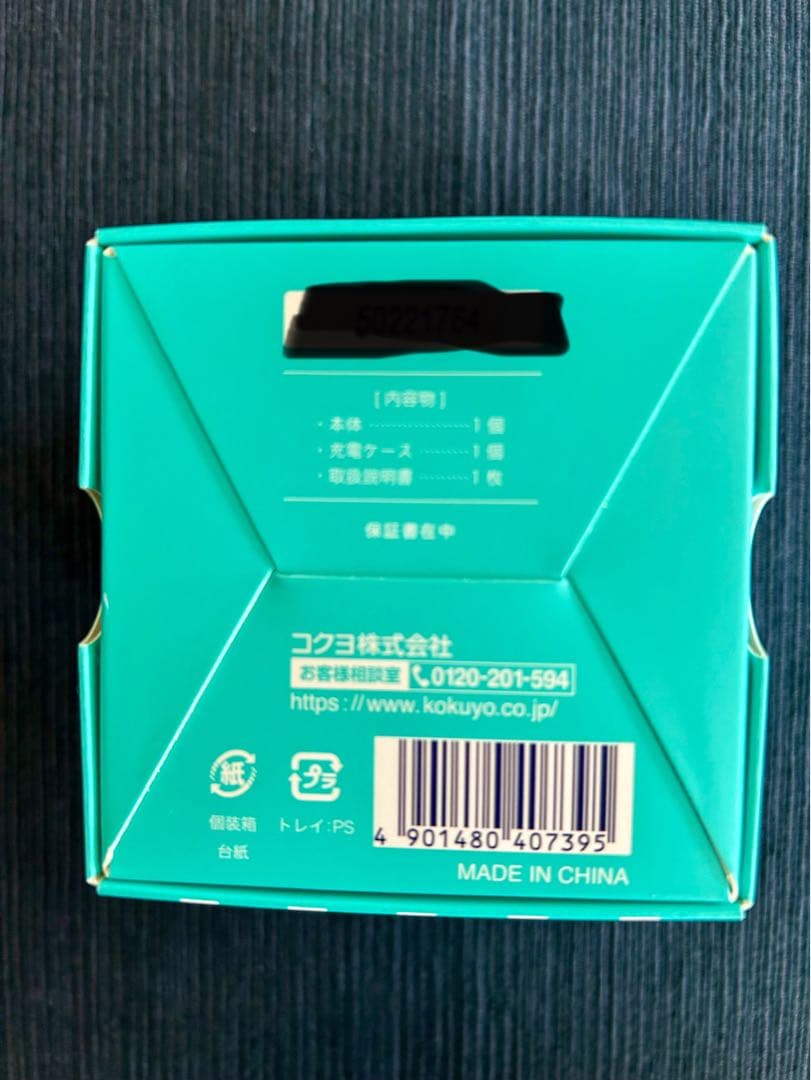 [内容物]
・本体 ……………… 1個
・充電ケース ………… 1個
・取扱説明書 ……… 1枚
保証書在中
コクヨ株式会社
お客様相談室 0120-201-594
https://www.kokuyo.co.jp/
紙 プラ
個装箱 トレイ:PS
台紙
4 901480 407395
MADE IN CHINA